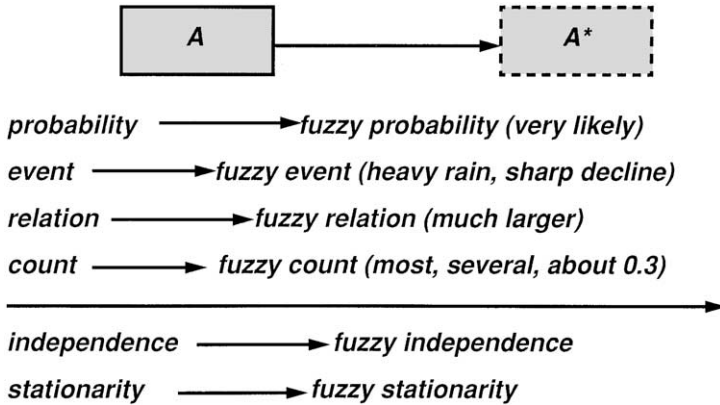 A A*
probability fuzzy probability (very likely)
event fuzzy event (heavy rain, sharp decline)
relation fuzzy relation (much larger)
count fuzzy count (most, several, about 0.3)
independence fuzzy independence
stationarity fuzzy stationarity